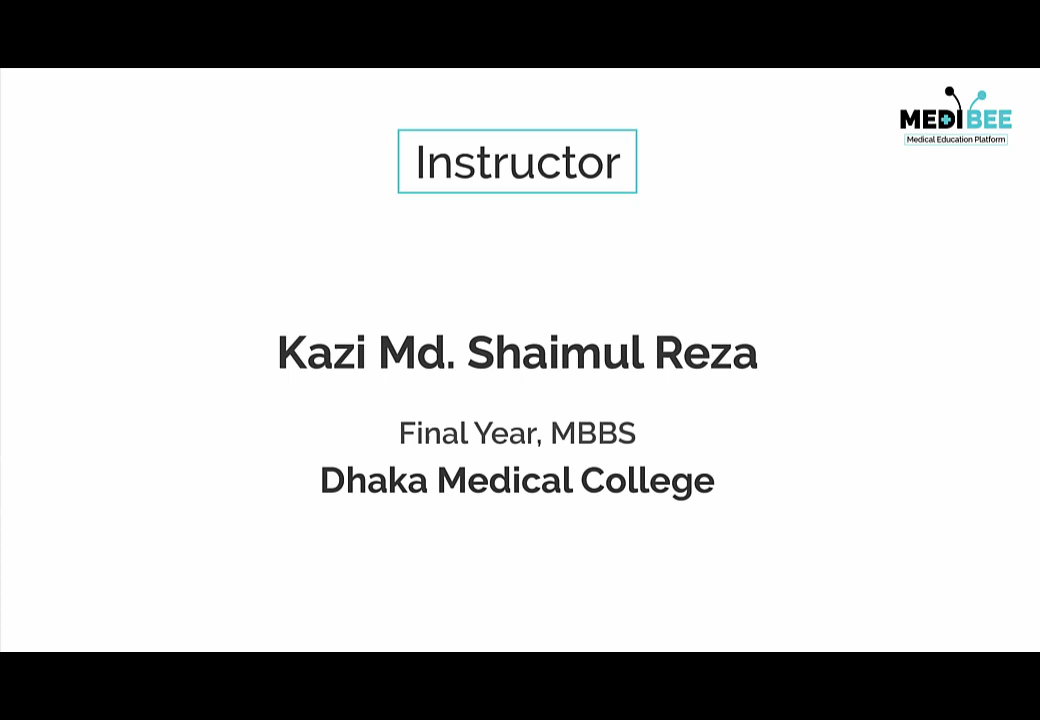 MEDIBEE
Medical Education Platform
Instructor
Kazi Md. Shaimul Reza
Final Year, MBBS
Dhaka Medical College